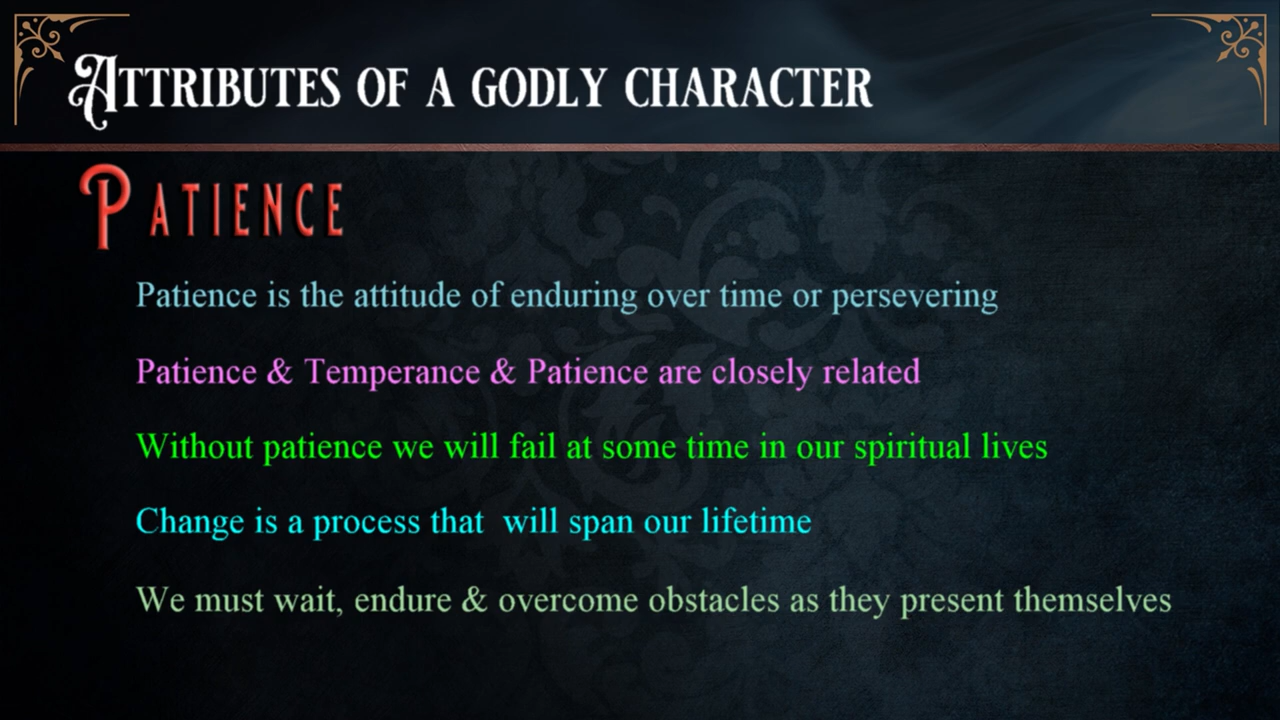 Attributes of a godly character
Patience
Patience is the attitude of enduring over time or persevering
Patience & Temperance & Patience are closely related
Without patience we will fail at some time in our spiritual lives
Change is a process that  will span our lifetime
We must wait, endure & overcome obstacles as they present themselves